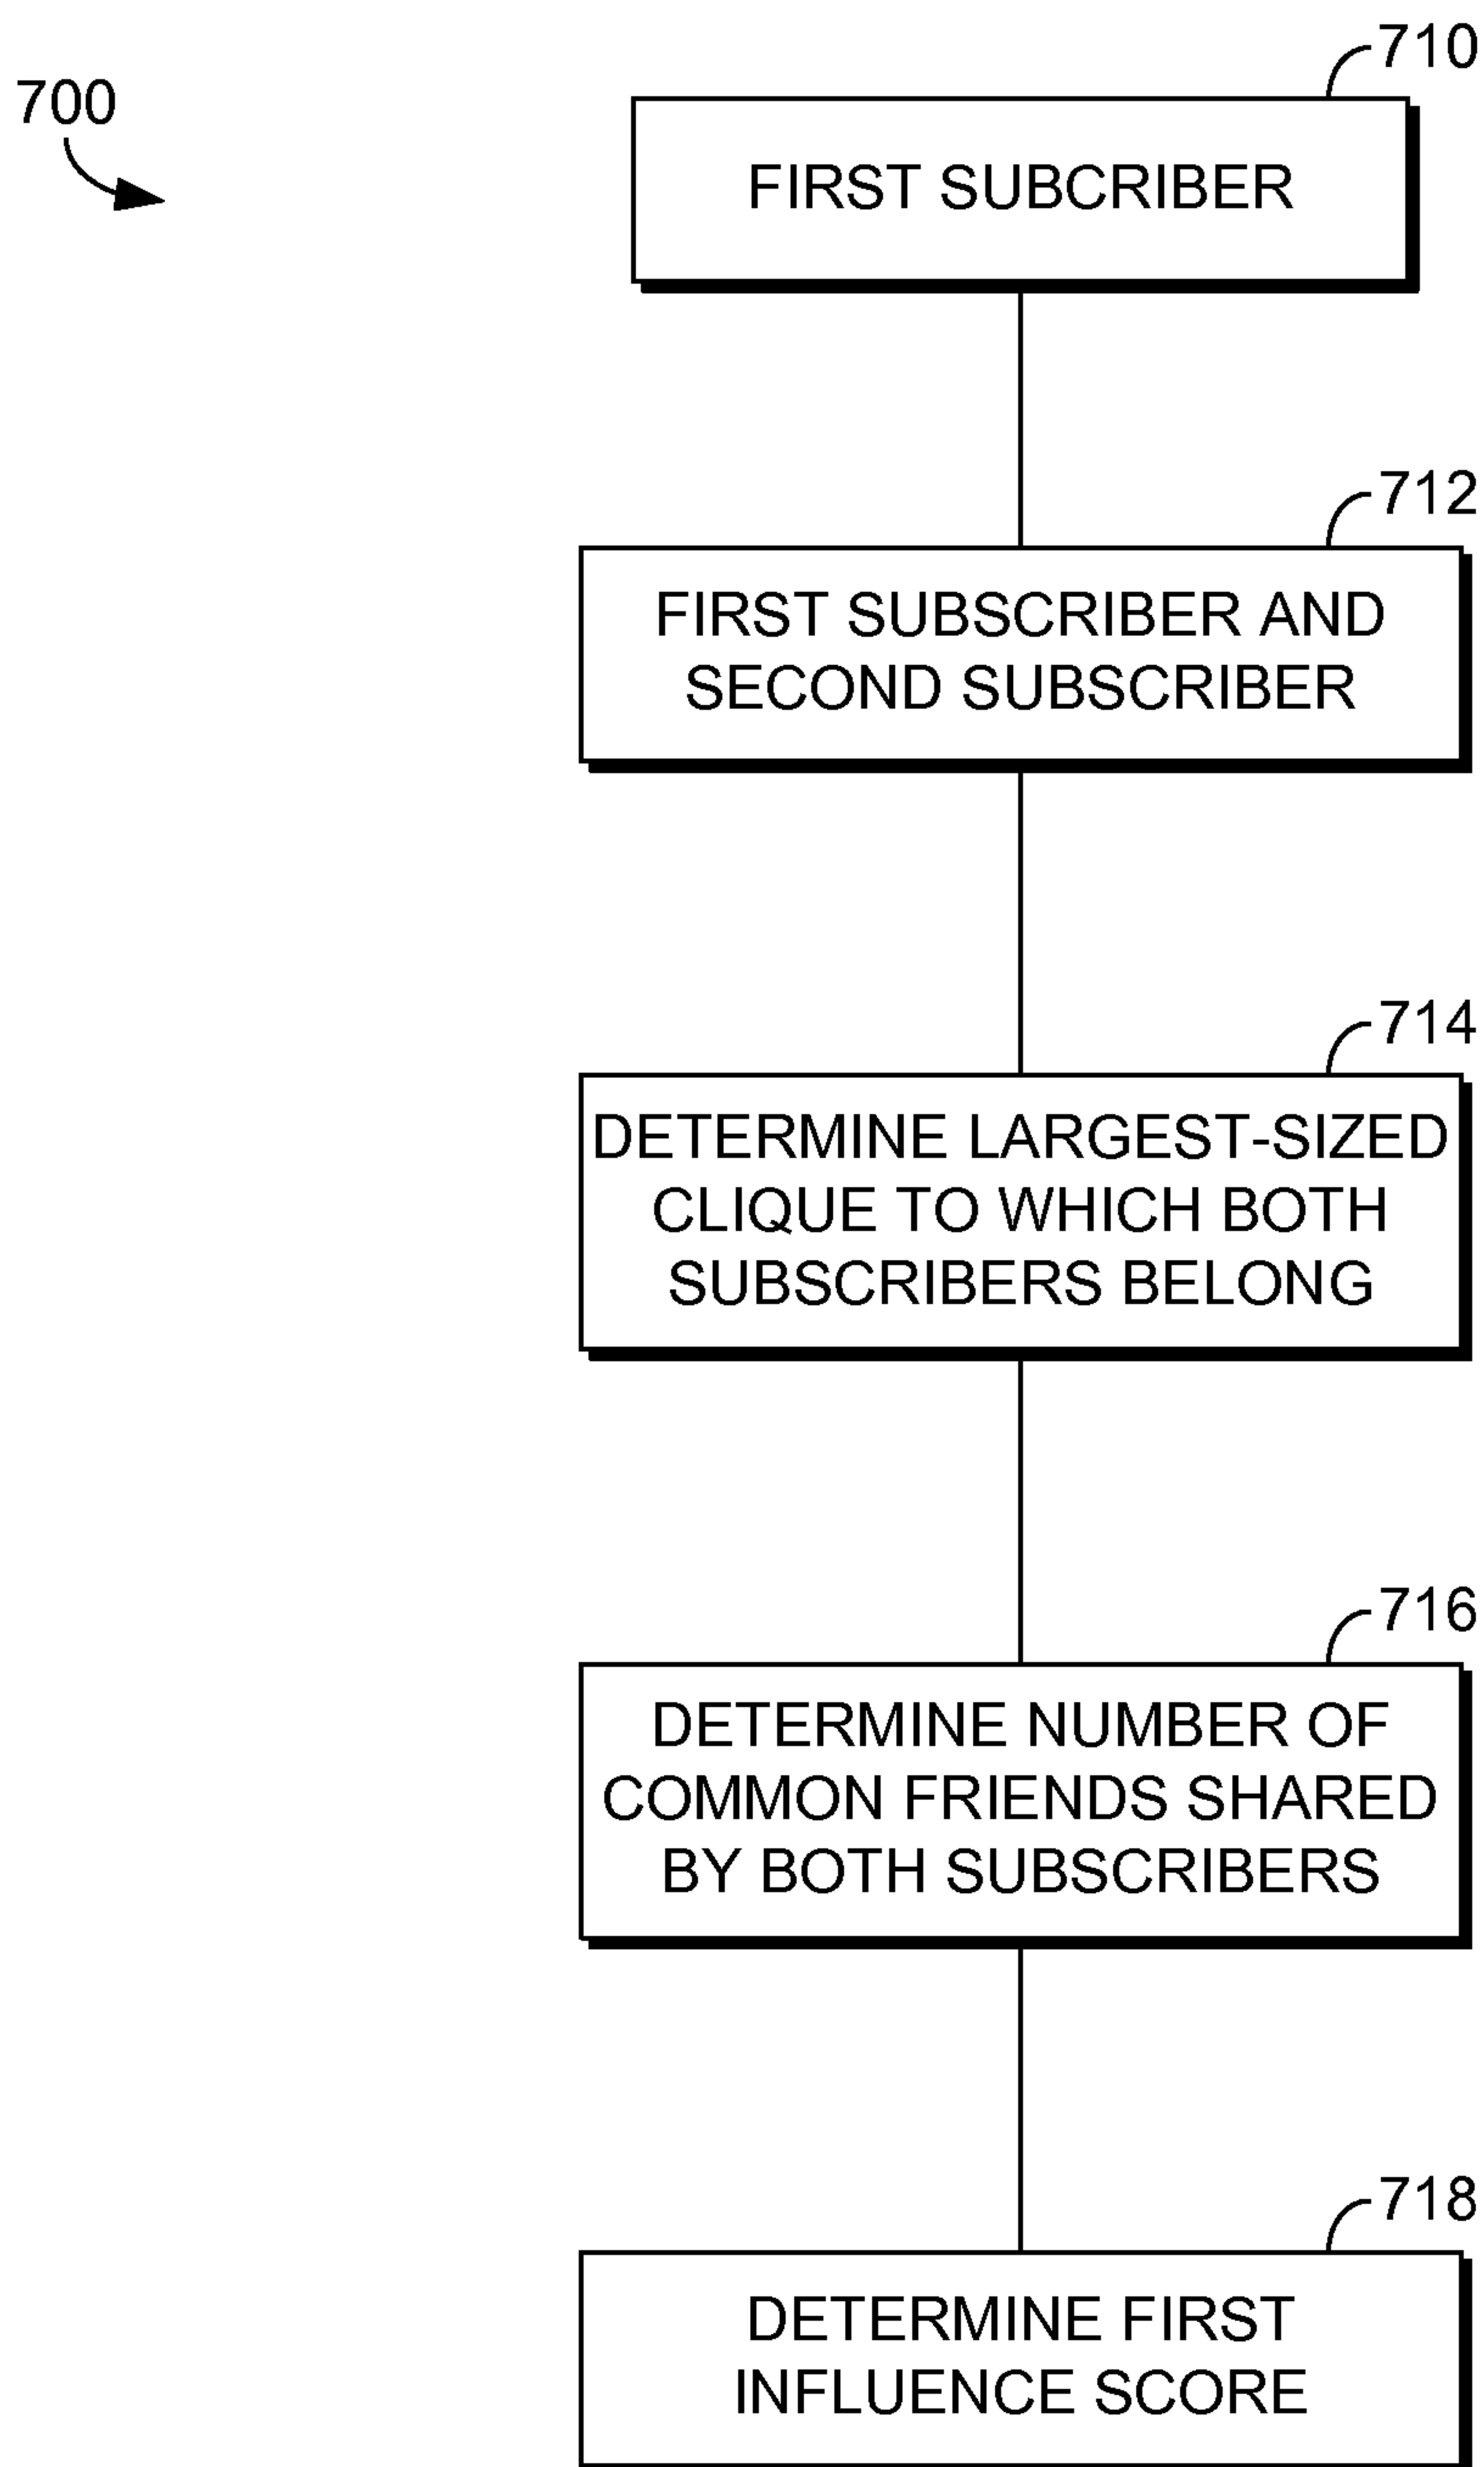 700
710
FIRST SUBCRIBER
712
FIRST SUBSCRIBER AND
SECOND SUBSCRIBER
714
DETERMINE LARGEST-SIZED
CLIQUE TO WHICH BOTH
SUBSCRIBERS BELONG
716
DETERMINE NUMBER OF
COMMON FRIENDS SHARED
BY BOTH SUBSCRIBERS
718
DETERMINE FIRST
INFLUENCE SCORE